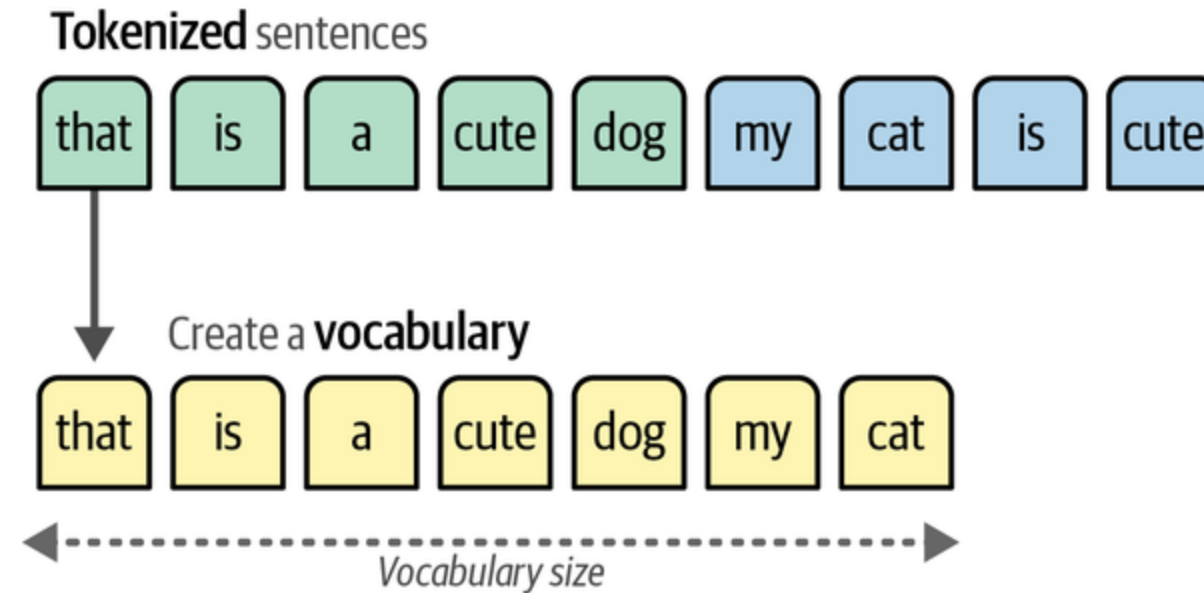 Tokenized sentences
that is a cute dog my cat is cute
Create a vocabulary
that is a cute dog my cat
Vocabulary size